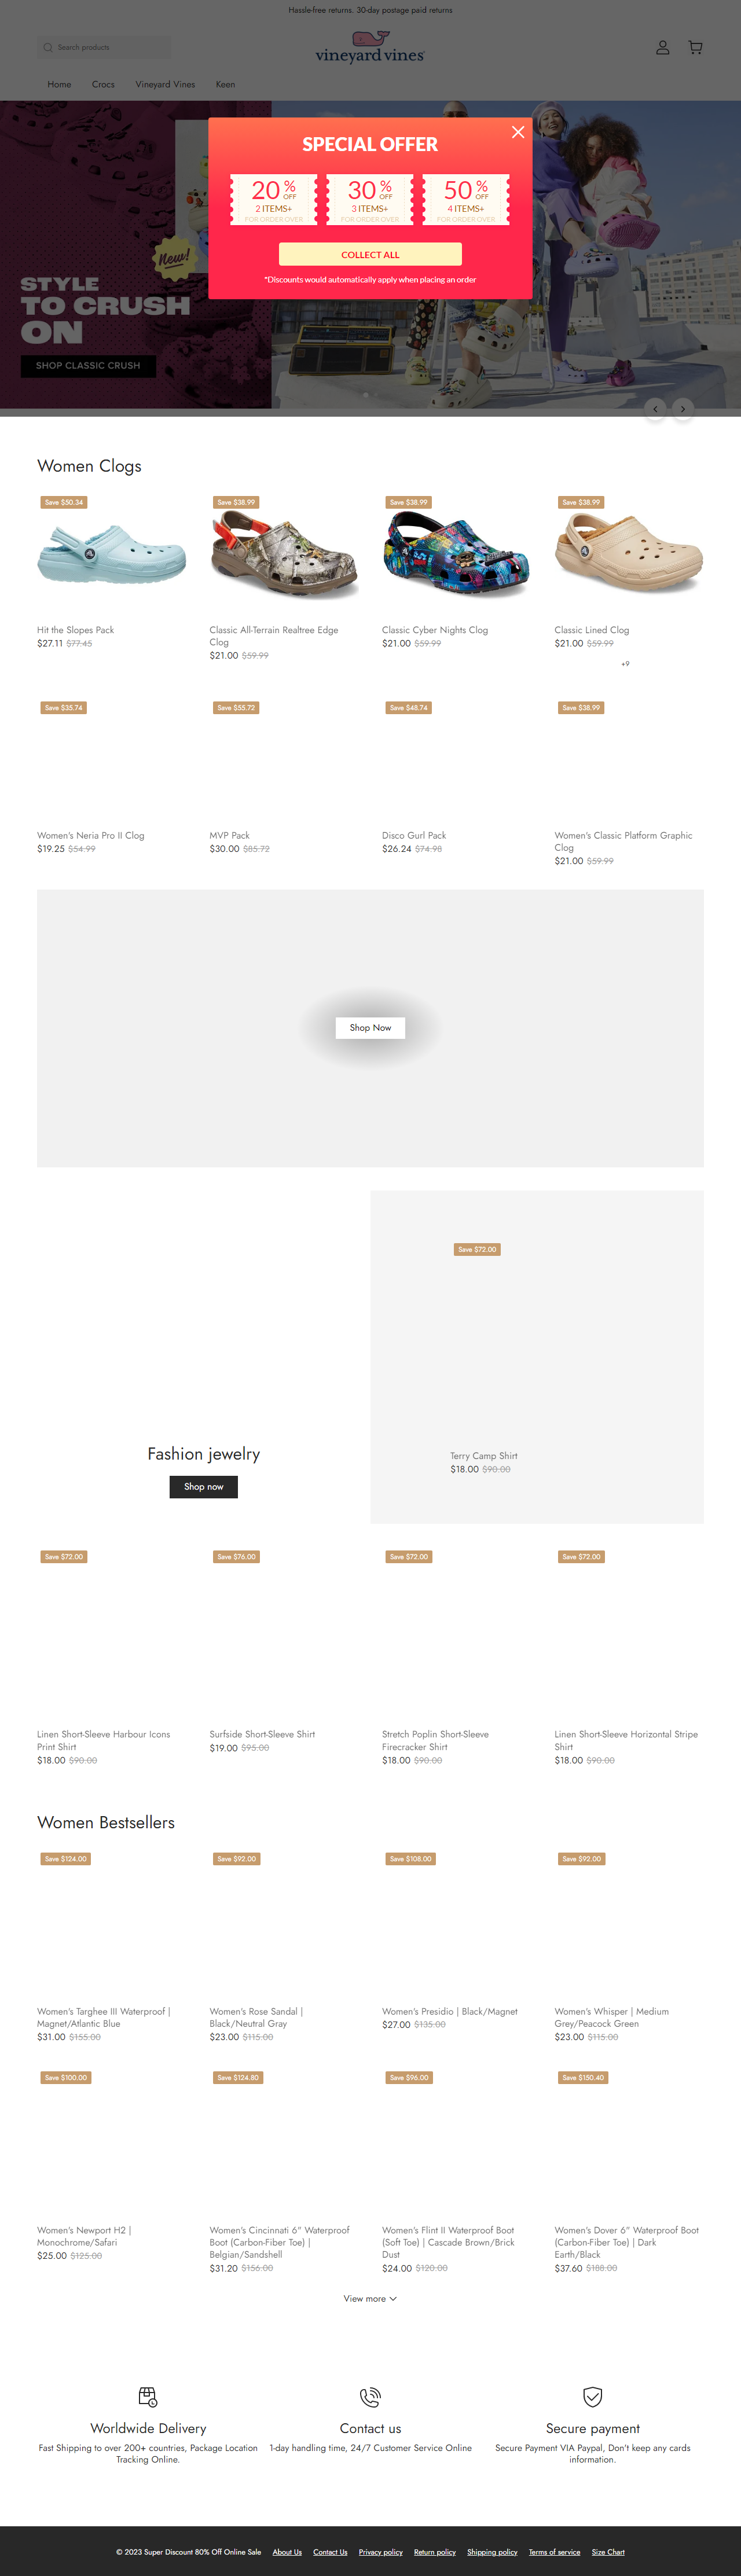 Hassle-free returns. 30-day postage paid returns
Search products
vineyard vines
Home Crocs Vineyard Vines Keen
SPECIAL OFFER
20 % OFF 30 % OFF 50 % OFF
2 ITEMS+ 3 ITEMS+ 4 ITEMS+
FOR ORDER OVER FOR ORDER OVER FOR ORDER OVER
COLLECT ALL
*Discounts would automatically apply when placing an order
New!
STYLE
TO CRUSH
ON
SHOP CLASSIC CRUSH
Women Clogs
Save $50.34 Save $38.99 Save $38.99 Save $38.99
Hit the Slopes Pack
$27.11 $77.45
Classic All-Terrain Realtree Edge
Clog
$21.00 $59.99
Classic Cyber Nights Clog
$21.00 $59.99
Classic Lined Clog
$21.00 $59.99
+9
Save $35.74 Save $55.72 Save $48.74 Save $38.99
Women's Neria Pro II Clog
$19.25 $54.99
MVP Pack
$30.00 $85.72
Disco Gurl Pack
$26.24 $74.98
Women's Classic Platform Graphic
Clog
$21.00 $59.99
Shop Now
Fashion jewelry
Shop now
Save $72.00
Terry Camp Shirt
$18.00 $90.00
Save $72.00 Save $76.00 Save $72.00 Save $72.00
Linen Short-Sleeve Harbour Icons
Print Shirt
$18.00 $90.00
Surfside Short-Sleeve Shirt
$19.00 $95.00
Stretch Poplin Short-Sleeve
Firecracker Shirt
$18.00 $90.00
Linen Short-Sleeve Horizontal Stripe
Shirt
$18.00 $90.00
Women Bestsellers
Save $124.00 Save $92.00 Save $108.00 Save $92.00
Women's Targhee III Waterproof |
Magnet/Atlantic Blue
$31.00 $155.00
Women's Rose Sandal |
Black/Neutral Gray
$23.00 $115.00
Women's Presidio | Black/Magnet
$27.00 $135.00
Women's Whisper | Medium
Grey/Peacock Green
$23.00 $115.00
Save $100.00 Save $124.80 Save $96.00 Save $150.40
Women's Newport H2 |
Monochrome/Safari
$25.00 $125.00
Women's Cincinnati 6" Waterproof
Boot (Carbon-Fiber Toe) |
Belgian/Sandshell
$31.20 $156.00
Women's Flint II Waterproof Boot
(Soft Toe) | Cascade Brown/Brick
Dust
$24.00 $120.00
Women's Dover 6" Waterproof Boot
(Carbon-Fiber Toe) | Dark
Earth/Black
$37.60 $188.00
View more
Worldwide Delivery
Fast Shipping to over 200+ countries, Package Location
Tracking Online.
Contact us
1-day handling time, 24/7 Customer Service Online
Secure payment
Secure Payment VIA Paypal, Don't keep any cards
information.
© 2023 Super Discount 80% Off Online Sale About Us Contact Us Privacy policy Return policy Shipping policy Terms of service Size Chart